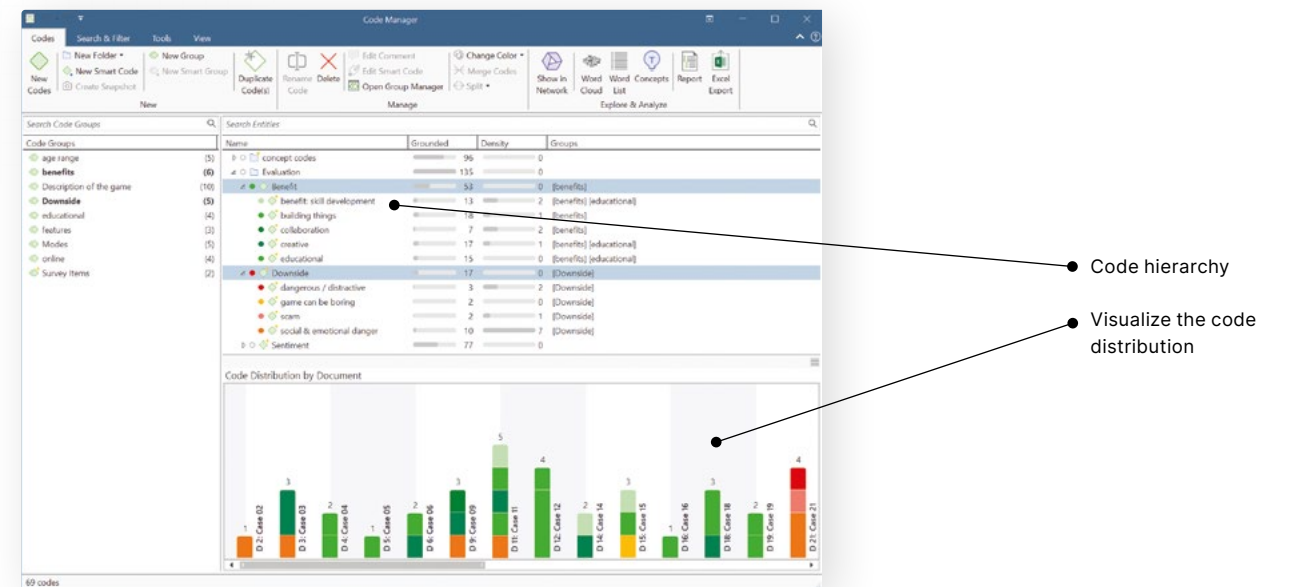 Code Manager
Codes Search & Filter Tools View
New Codes
New Folder
New Smart Code
Create Snapshot
New Group
New Smart Group
New
Duplicate Code(s)
Rename Code
Delete
Edit Comment
Edit Smart Code
Open Group Manager
Change Color
Merge Codes
Split
Manage
Show in Network
Word Cloud
Word List
Concepts
Report
Excel Export
Explore & Analyze
Search Code Groups
Code Groups
age range (5)
benefits (6)
Description of the game (10)
Downside (5)
educational (4)
features (3)
Modes (5)
online (4)
Survey Items (2)
Search Entities
Name Grounded Density Groups
concept codes 96 0
Evaluation 135 0
Benefit 53 0 [benefits]
benefit: skill development 13 2 [benefits] [educational]
building things 18 1 [benefits]
collaboration 7 2 [benefits]
creative 17 1 [benefits] [educational]
educational 15 0 [benefits] [educational]
Downside 17 0 [Downside]
dangerous / distractive 3 2 [Downside]
game can be boring 2 0 [Downside]
scam 2 1 [Downside]
social & emotional danger 10 7 [Downside]
Sentiment 77 0
Code Distribution by Document
1 D 2: Case 02
3 D 3: Case 03
2 D 4: Case 04
1 D 5: Case 05
2 D 6: Case 06
3 D 9: Case 09
5 D 11: Case 11
4 D 12: Case 12
2 D 14: Case 14
3 D 15: Case 15
1 D 16: Case 16
3 D 18: Case 18
2 D 19: Case 19
4 D 21: Case 21
69 codes
Code hierarchy
Visualize the code
distribution